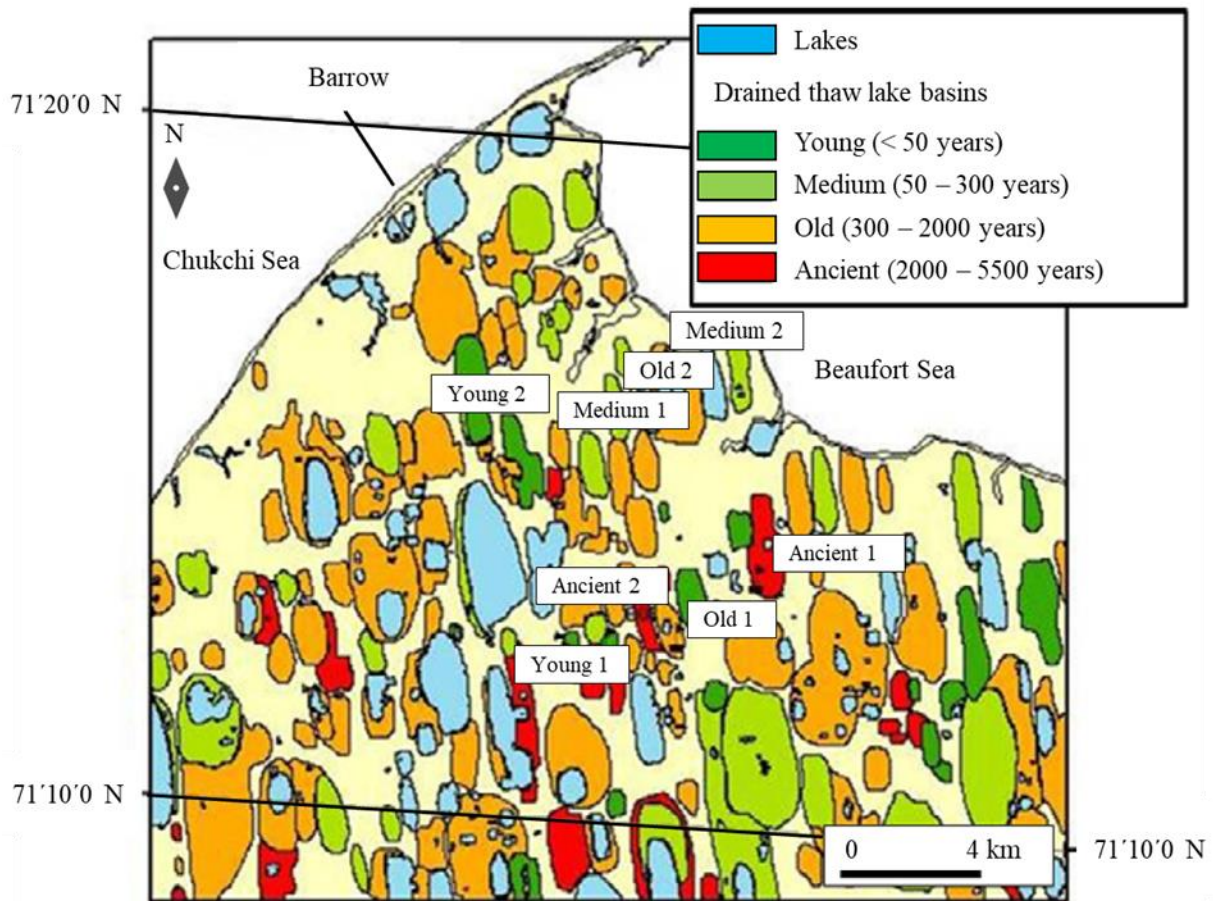 Lakes
Drained thaw lake basins
Young (< 50 years)
Medium (50 – 300 years)
Old (300 – 2000 years)
Ancient (2000 – 5500 years)
Barrow
71′20′0 N
N
Chukchi Sea
Medium 2
Old 2
Beaufort Sea
Young 2
Medium 1
Ancient 1
Ancient 2
Old 1
Young 1
71′10′0 N
0 4 km
71′10′0 N